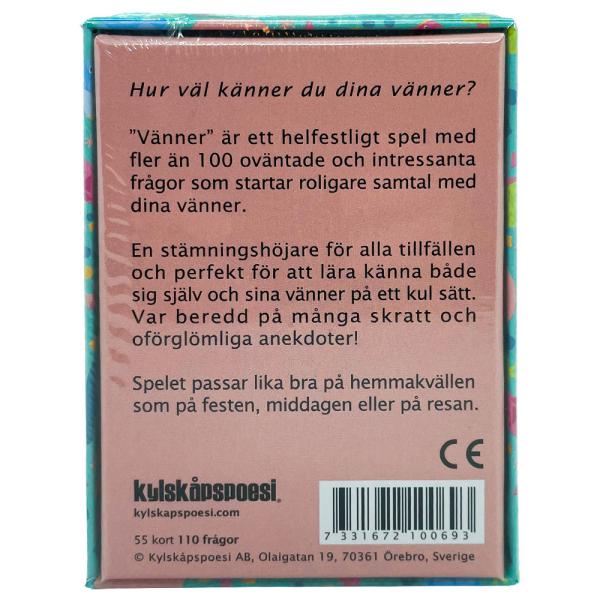 Hur väl känner du dina vänner?
”Vänner” är ett helfestligt spel med
fler än 100 oväntade och intressanta
frågor som startar roligare samtal med
dina vänner.
En stämningshöjare för alla tillfällen
och perfekt för att lära känna både
sig själv och sina vänner på ett kul sätt.
Var beredd på många skratt och
oförglömliga anekdoter!
Spelet passar lika bra på hemmakvällen
som på festen, middagen eller på resan.
CE
kylskåpspoesi®
kylskapspoesi.com
7 331672 100693
55 kort 110 frågor
© Kylskåpspoesi AB, Olaigatan 19, 70361 Örebro, Sverige